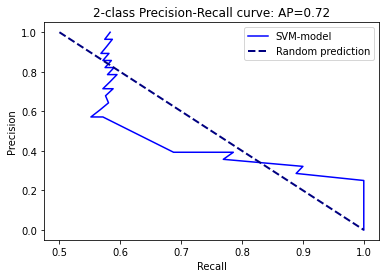 2-class Precision-Recall curve: AP=0.72
SVM-model
Random prediction
Precision
1.0
0.8
0.6
0.4
0.2
0.0
0.5 0.6 0.7 0.8 0.9 1.0
Recall